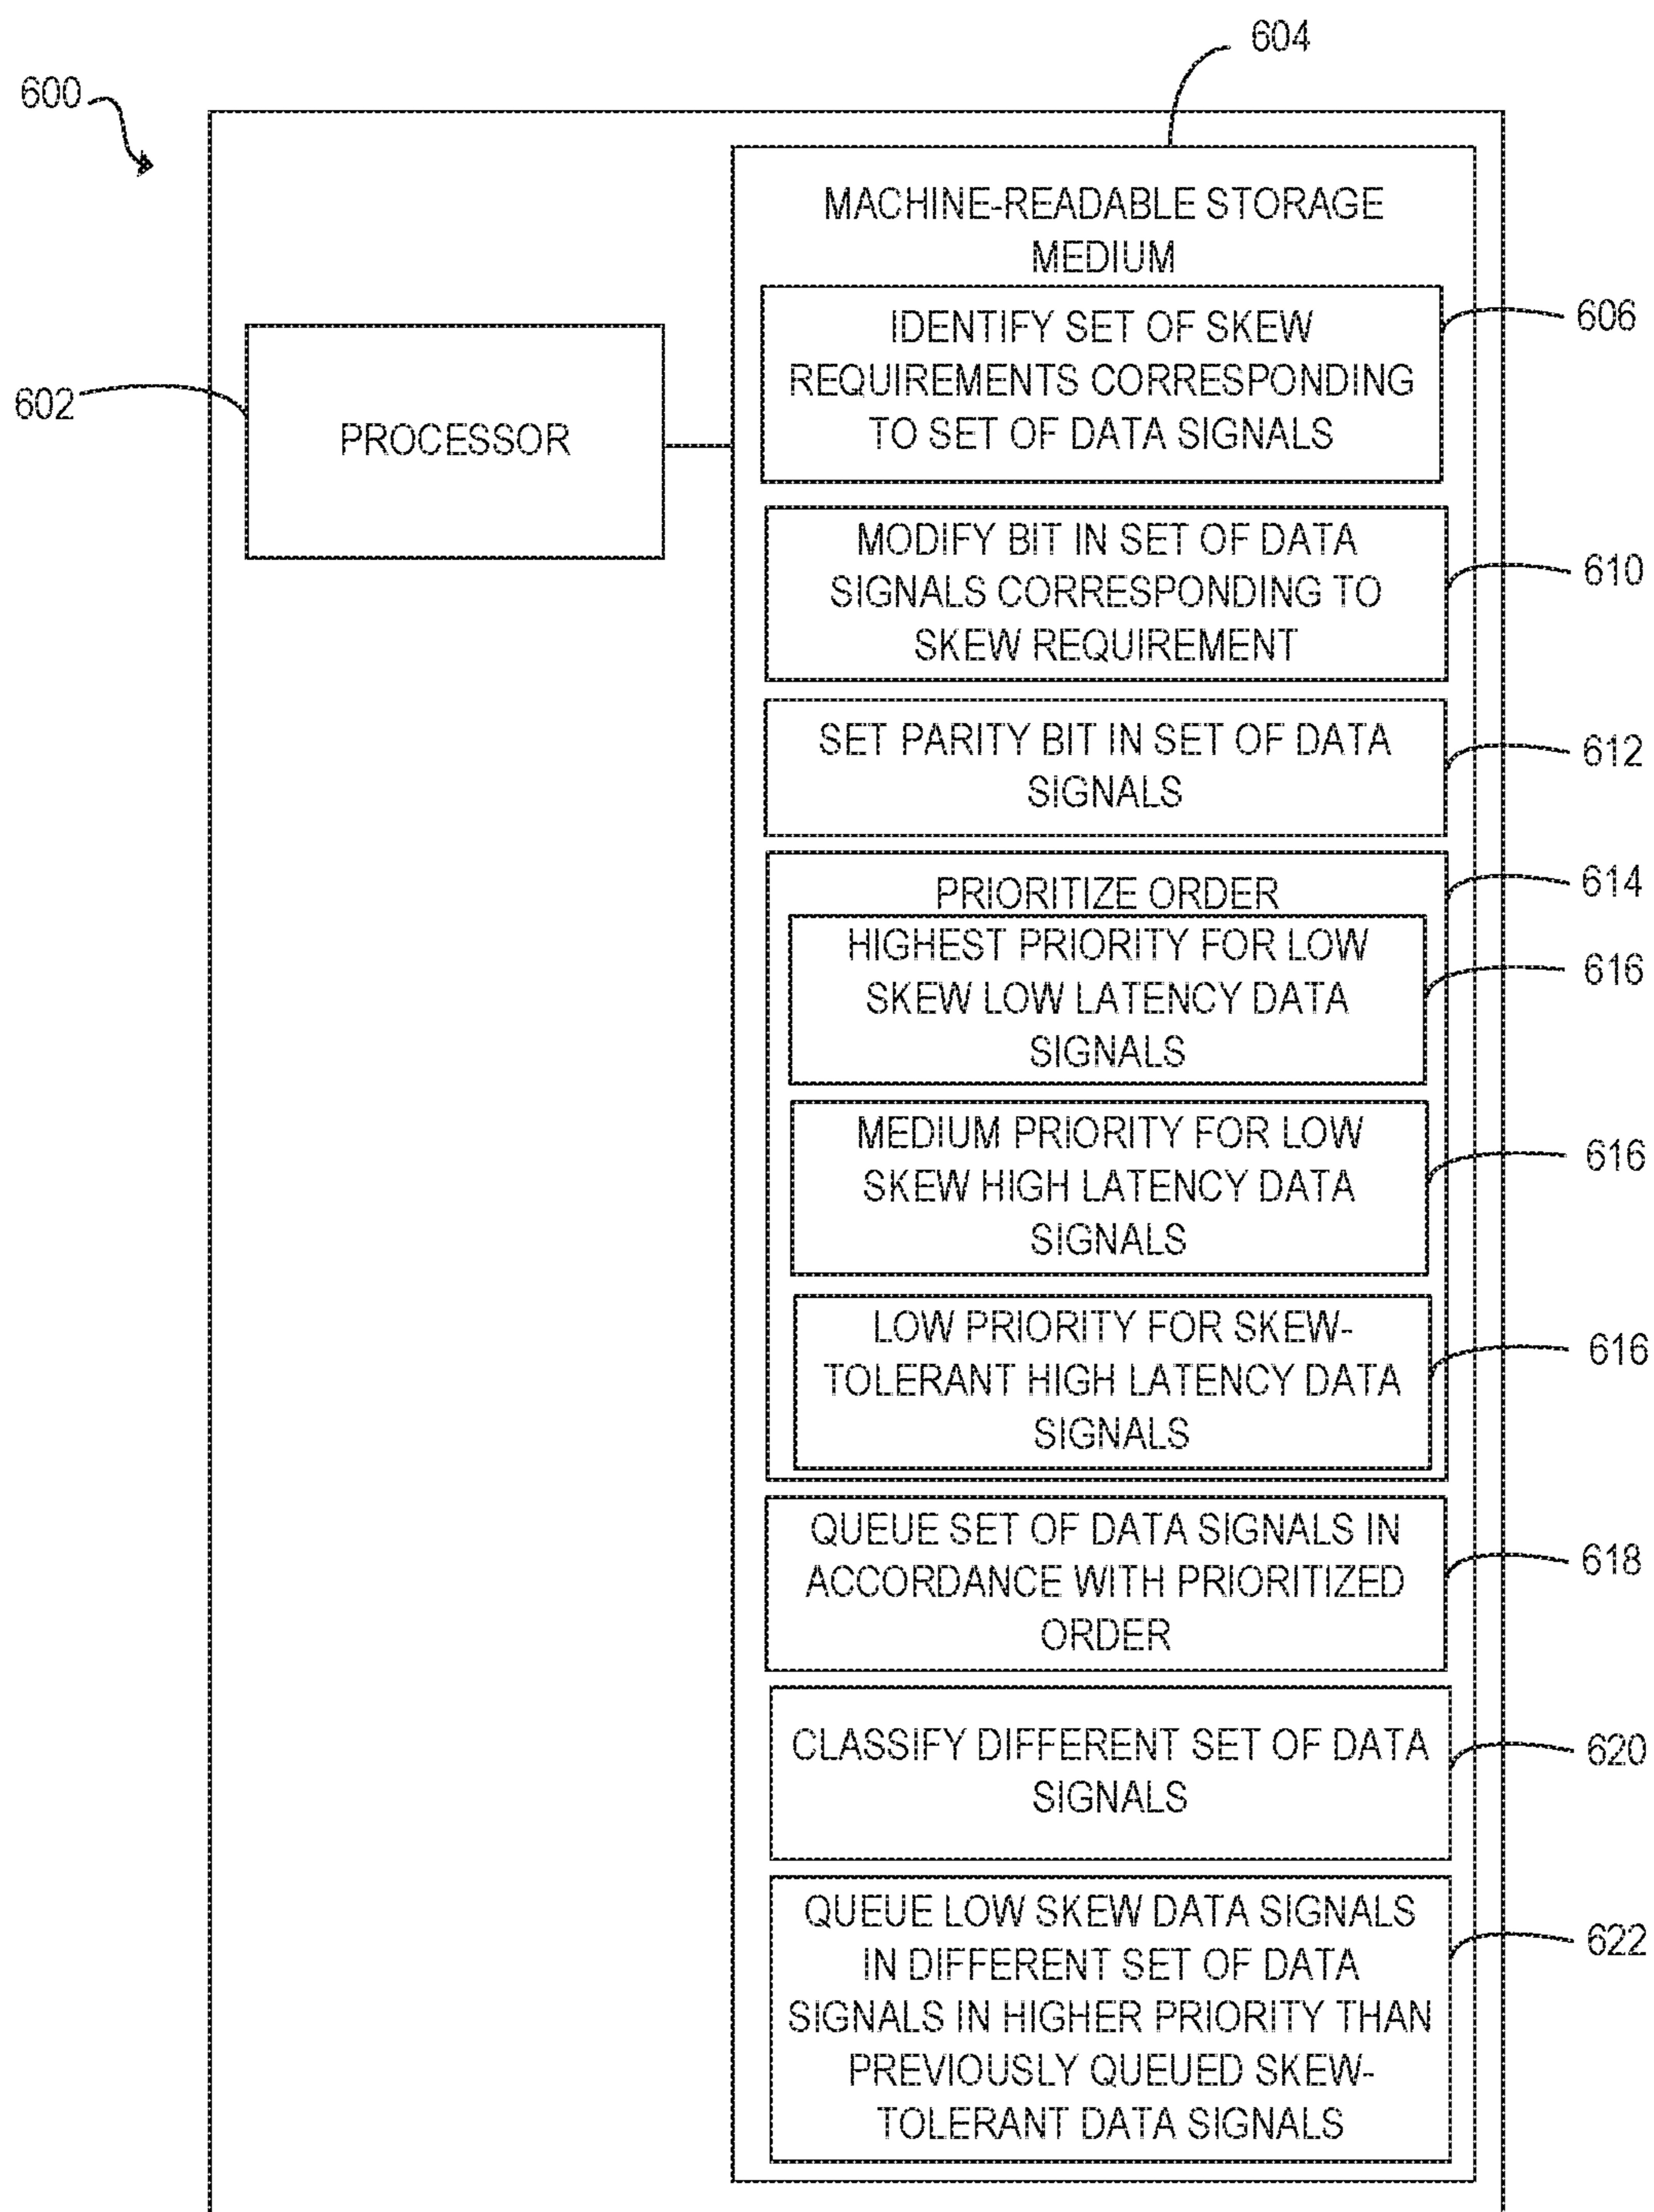 604
600
MACHINE-READABLE STORAGE
MEDIUM
606
IDENTIFY SET OF SKEW
REQUIREMENTS CORRESPONDING
TO SET OF DATA SIGNALS
602
PROCESSOR
MODIFY BIT IN SET OF DATA
SIGNALS CORRESPONDING TO
SKEW REQUIREMENT
610
SET PARITY BIT IN SET OF DATA
SIGNALS
612
PRIORITIZE ORDER
614
HIGHEST PRIORITY FOR LOW
SKEW LOW LATENCY DATA
SIGNALS
616
MEDIUM PRIORITY FOR LOW
SKEW HIGH LATENCY DATA
SIGNALS
616
LOW PRIORITY FOR SKEW-
TOLERANT HIGH LATENCY DATA
SIGNALS
616
QUEUE SET OF DATA SIGNALS IN
ACCORDANCE WITH PRIORITIZED
ORDER
618
CLASSIFY DIFFERENT SET OF DATA
SIGNALS
620
QUEUE LOW SKEW DATA SIGNALS
IN DIFFERENT SET OF DATA
SIGNALS IN HIGHER PRIORITY THAN
PREVIOUSLY QUEUED SKEW-
TOLERANT DATA SIGNALS
622